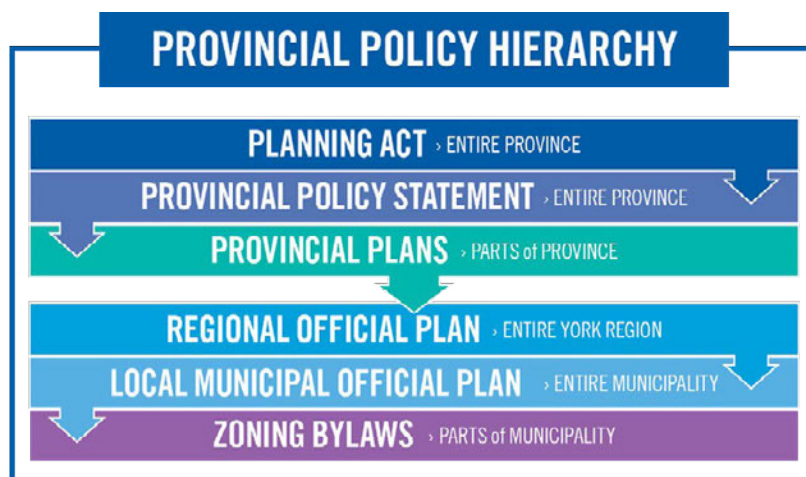 PROVINCIAL POLICY HIERARCHY
PLANNING ACT › ENTIRE PROVINCE
PROVINCIAL POLICY STATEMENT › ENTIRE PROVINCE
PROVINCIAL PLANS › PARTS of PROVINCE
REGIONAL OFFICIAL PLAN › ENTIRE YORK REGION
LOCAL MUNICIPAL OFFICIAL PLAN › ENTIRE MUNICIPALITY
ZONING BYLAWS › PARTS of MUNICIPALITY